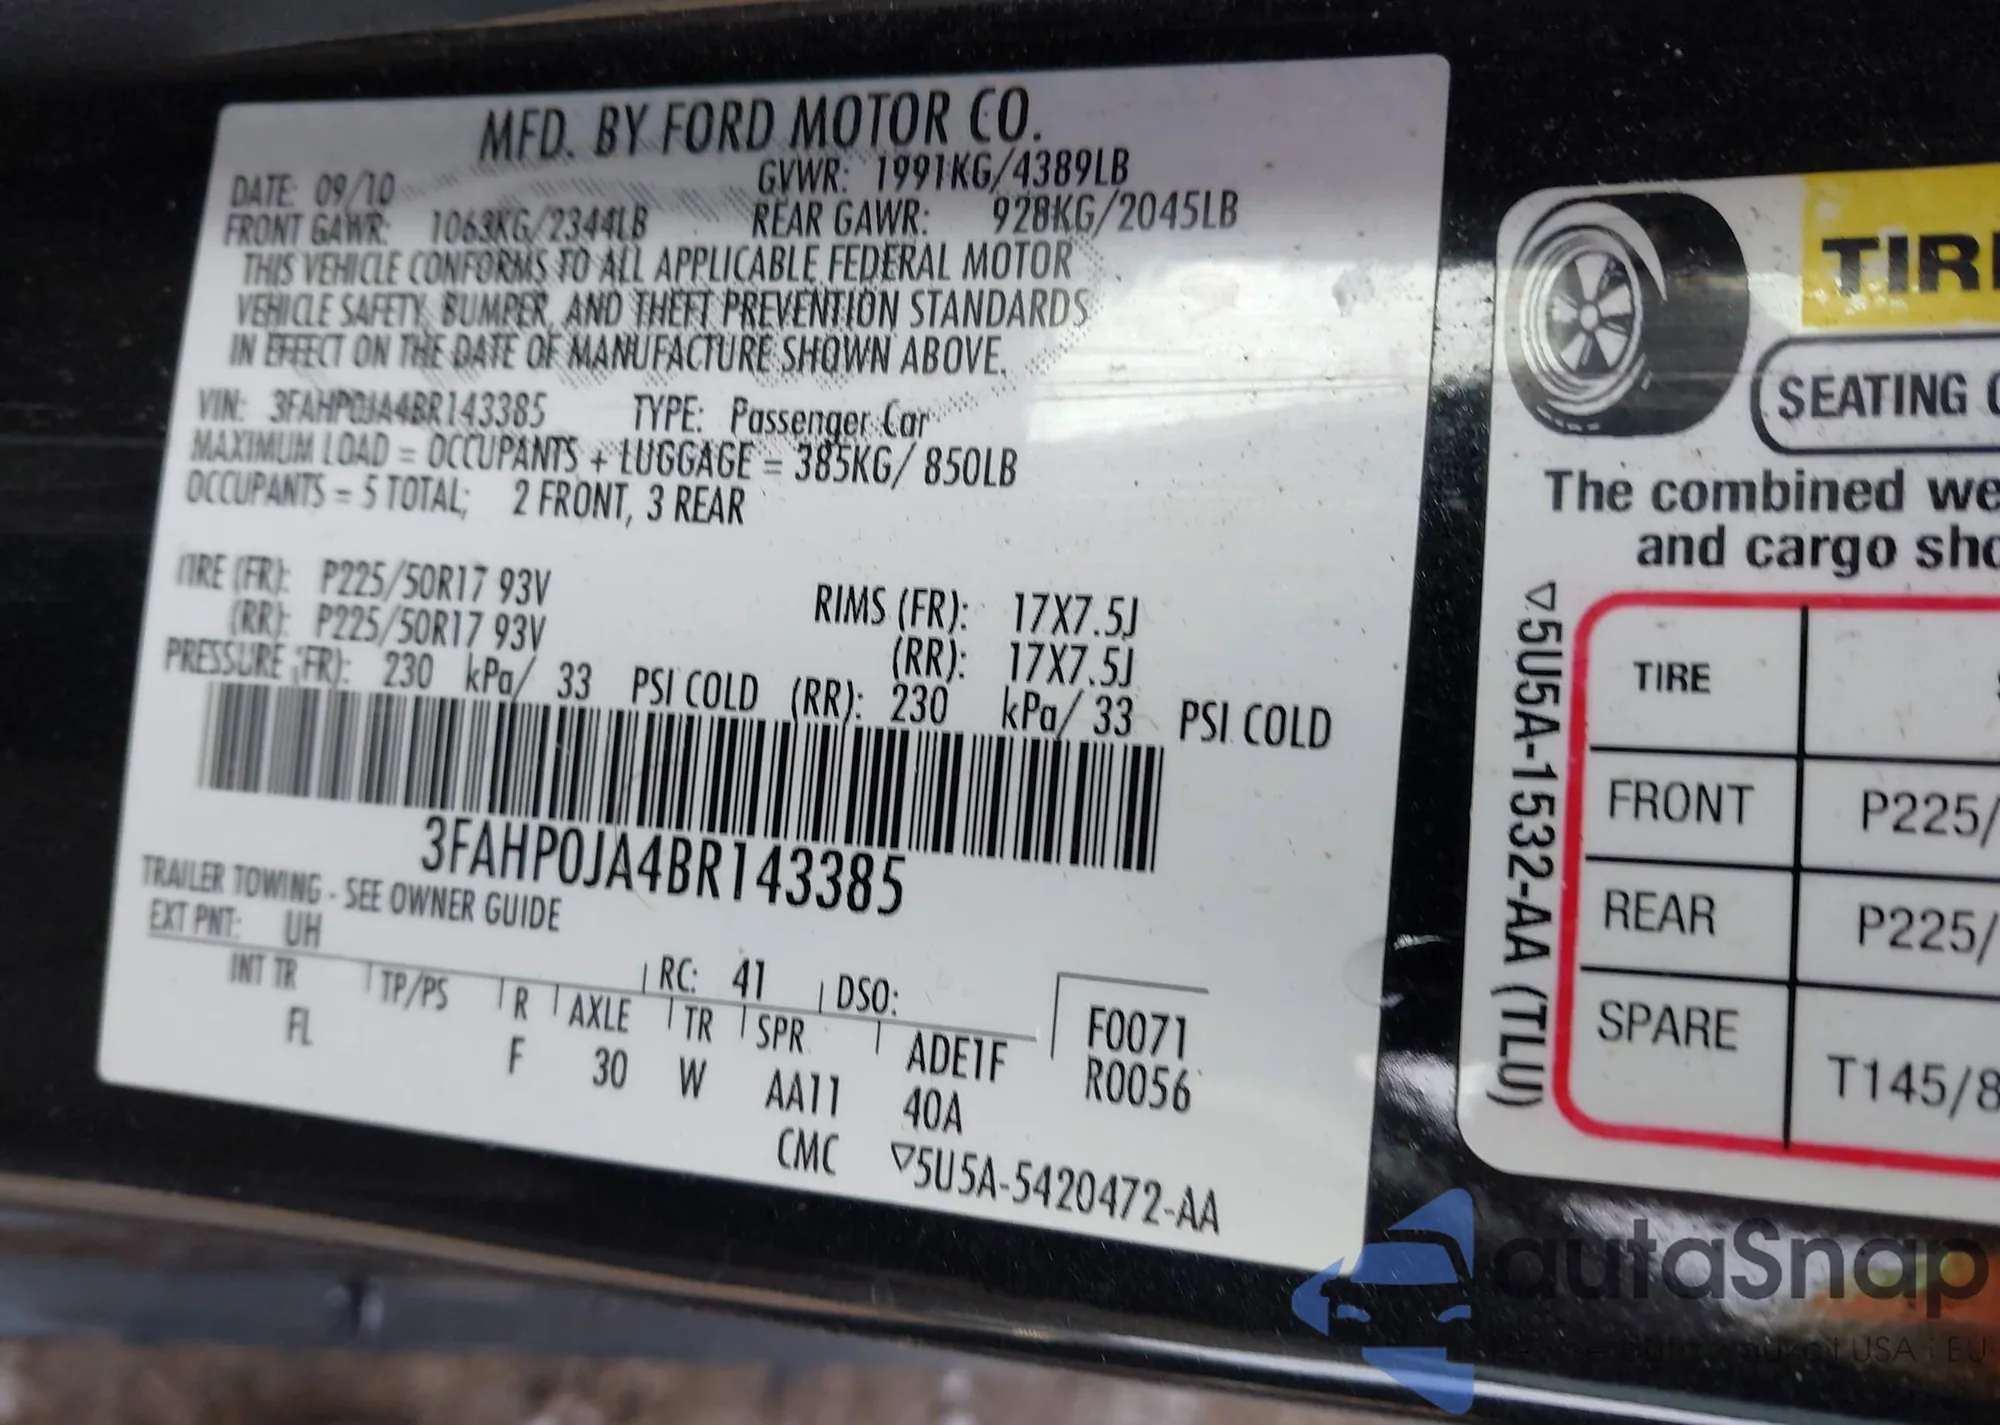 MFD. BY FORD MOTOR CO.
DATE: 09/10 GVWR: 1991KG/4389LB
FRONT GAWR: 1063KG/2344LB REAR GAWR: 928KG/2045LB
THIS VEHICLE CONFORMS TO ALL APPLICABLE FEDERAL MOTOR
VEHICLE SAFETY, BUMPER, AND THEFT PREVENTION STANDARDS
IN EFFECT ON THE DATE OF MANUFACTURE SHOWN ABOVE.
VIN: 3FAHP0JA4BR143385 TYPE: Passenger Car
MAXIMUM LOAD = OCCUPANTS + LUGGAGE = 385KG/ 850LB
OCCUPANTS = 5 TOTAL; 2 FRONT, 3 REAR
TIRE (FR): P225/50R17 93V RIMS (FR): 17X7.5J
(RR): P225/50R17 93V (RR): 17X7.5J
PRESSURE (FR): 230 kPa/ 33 PSI COLD (RR): 230 kPa/ 33 PSI COLD
3FAHP0JA4BR143385
TRAILER TOWING - SEE OWNER GUIDE
EXT PNT: UH RC: 41 DSO:
INT TR TP/PS R AXLE TR SPR ADE1F F0071
FL F 30 W AA11 40A R0056
CMC ▽5U5A-5420472-AA
TIRE
SEATING
The combined
and cargo
▽5U5A-1532-AA (TLU)
TIRE
FRONT P225/
REAR P225/
SPARE T145/8
autaSnap
USA i EU